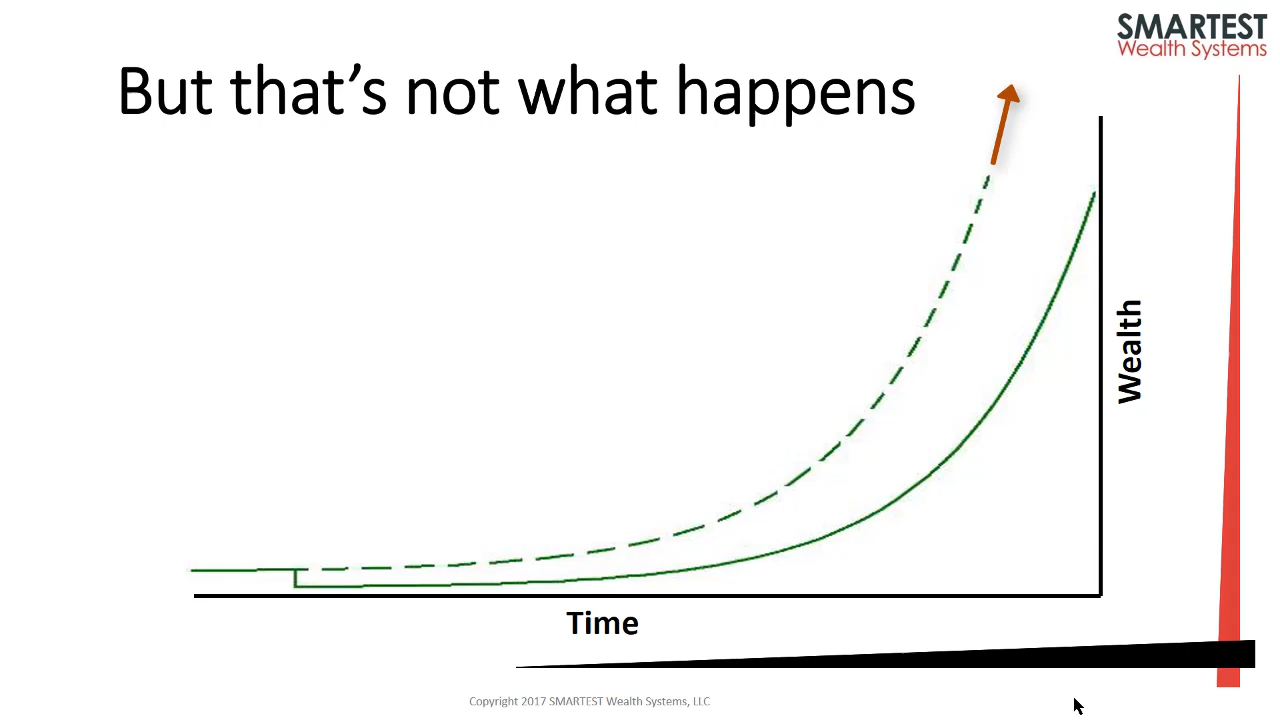 SMARTEST
Wealth Systems
But that's not what happens
Wealth
Time
Copyright 2017 SMARTEST Wealth Systems, LLC